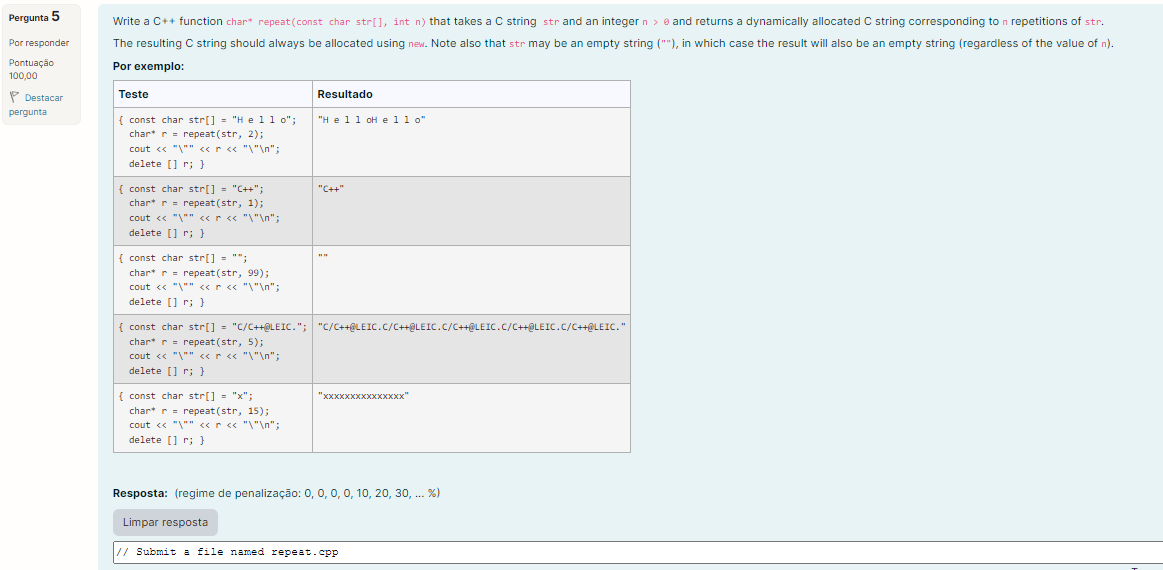 Pergunta 5
Por responder
Pontuação
100,00
Destacar
pergunta
Write a C++ function char* repeat(const char str[], int n) that takes a C string str and an integer n > 0 and returns a dynamically allocated C string corresponding to n repetitions of str.
The resulting C string should always be allocated using new. Note also that str may be an empty string (""), in which case the result will also be an empty string (regardless of the value of n).
Por exemplo:
Teste Resultado
{ const char str[] = "H e l l o"; "H e l l oH e l l o"
char* r = repeat(str, 2);
cout << "\"" << r << "\"\n";
delete [] r; }
{ const char str[] = "C++"; "C++"
char* r = repeat(str, 1);
cout << "\"" << r << "\"\n";
delete [] r; }
{ const char str[] = ""; ""
char* r = repeat(str, 99);
cout << "\"" << r << "\"\n";
delete [] r; }
{ const char str[] = "C/C++@LEIC."; "C/C++@LEIC.C/C++@LEIC.C/C++@LEIC.C/C++@LEIC.C/C++@LEIC."
char* r = repeat(str, 5);
cout << "\"" << r << "\"\n";
delete [] r; }
{ const char str[] = "x"; "xxxxxxxxxxxxxxx"
char* r = repeat(str, 15);
cout << "\"" << r << "\"\n";
delete [] r; }
Resposta: (regime de penalização: 0, 0, 0, 0, 10, 20, 30, ... %)
Limpar resposta
// Submit a file named repeat.cpp